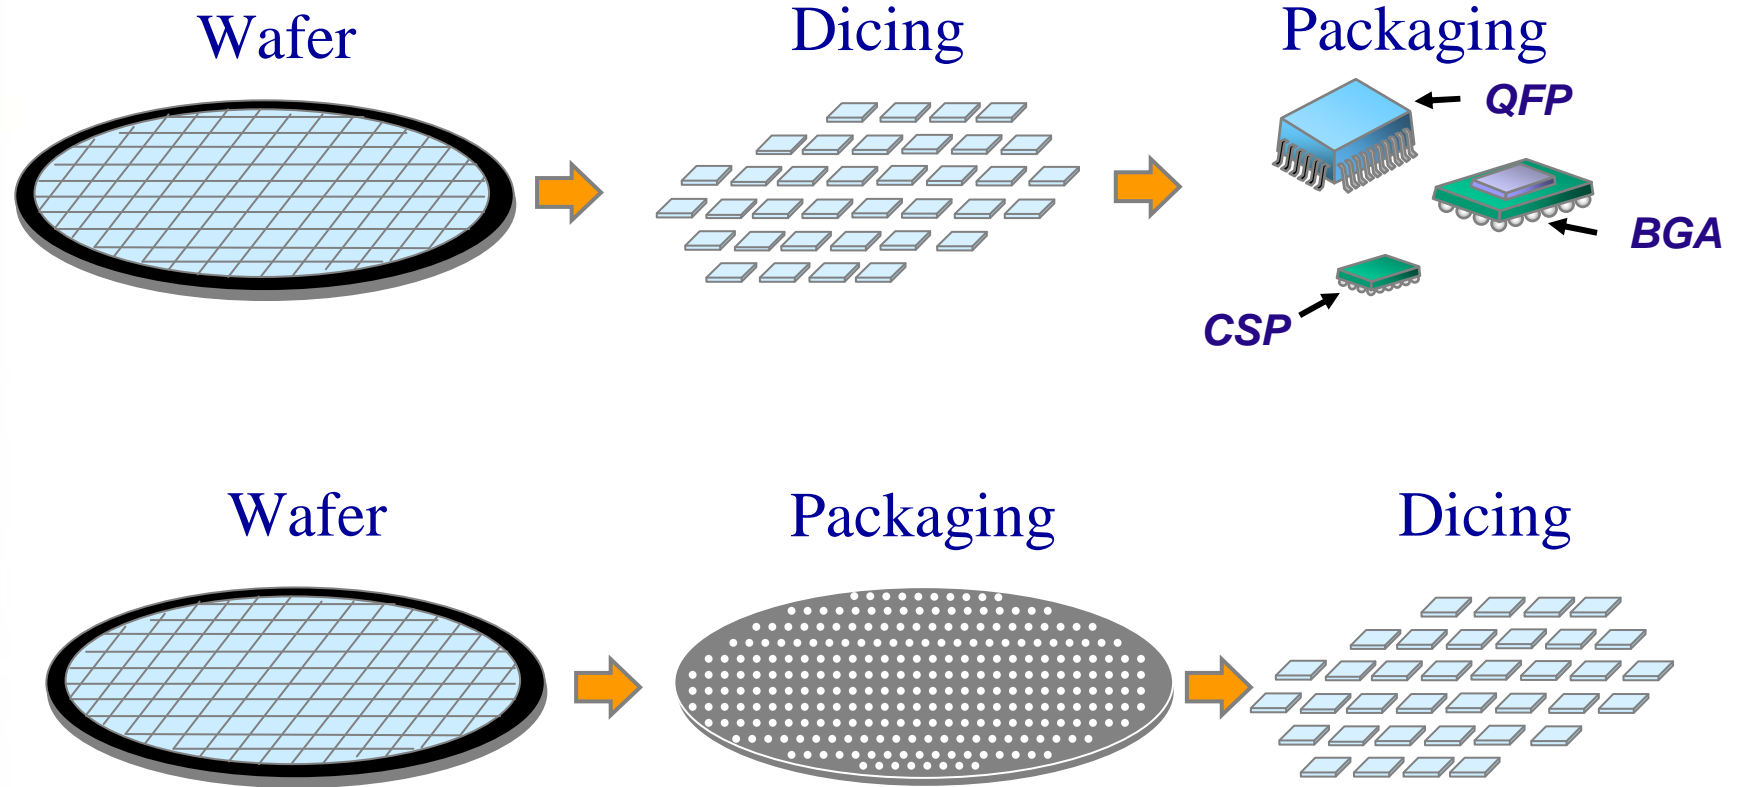 Wafer
Dicing
Packaging
QFP
BGA
CSP
Wafer
Packaging
Dicing